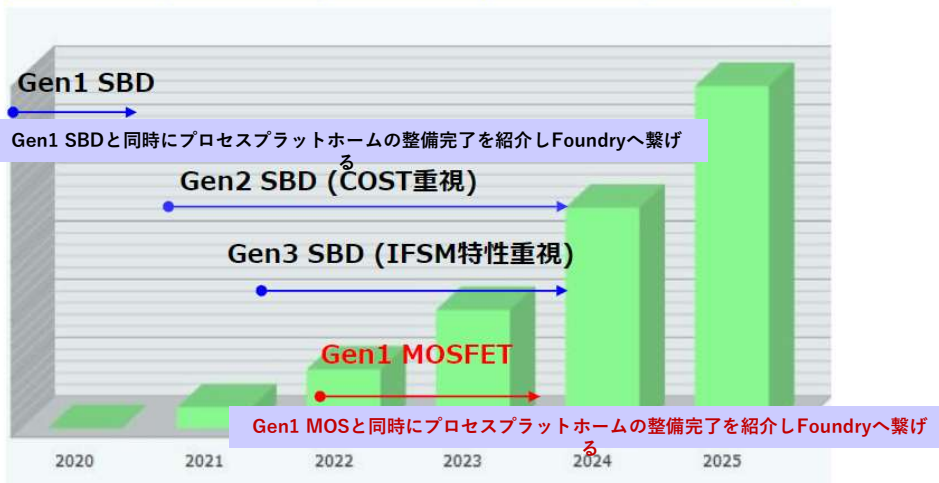 Gen1 SBD
Gen1 SBDと同時にプロセスプラットホームの整備完了を紹介しFoundryへ繋げ
る
Gen2 SBD (COST重視)
Gen3 SBD (IFSM特性重視)
Gen1 MOSFET
Gen1 MOSと同時にプロセスプラットホームの整備完了を紹介しFoundryへ繋げ
る
2020 2021 2022 2023 2024 2025